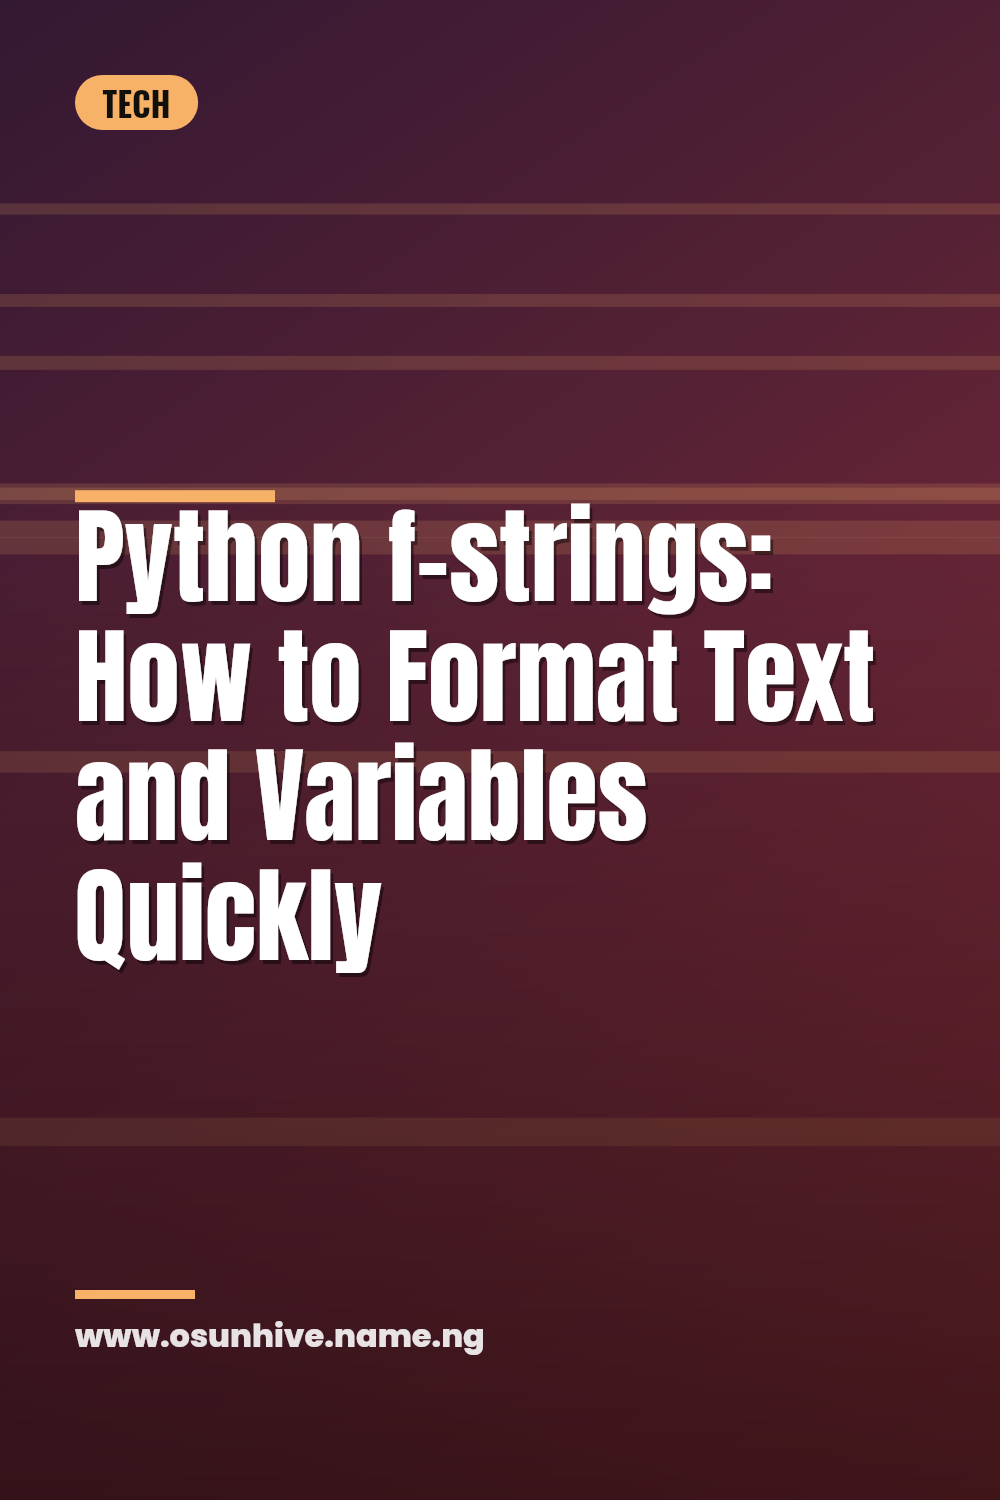 TECH
Python f-strings:
How to Format Text
and Variables
Quickly
www.osunhive.name.ng